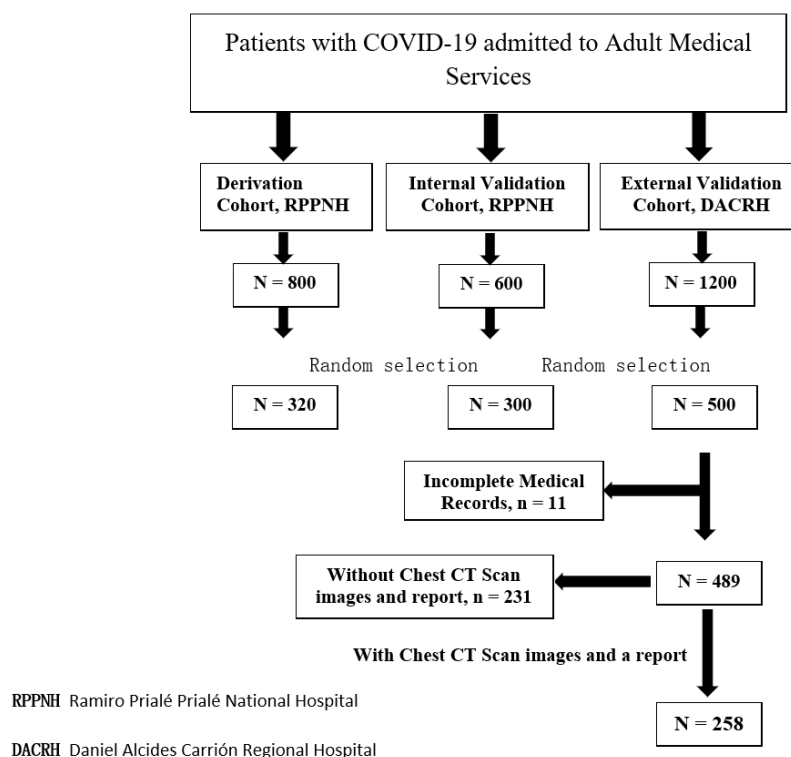 Patients with COVID-19 admitted to Adult Medical
Services
Derivation
Cohort, RPPNH
Internal Validation
Cohort, RPPNH
External Validation
Cohort, DACRH
N = 800
N = 600
N = 1200
Random selection
Random selection
N = 320
N = 300
N = 500
Incomplete Medical
Records, n = 11
Without Chest CT Scan
images and report, n = 231
N = 489
With Chest CT Scan images and a report
RPPNH Ramiro Prialé Prialé National Hospital
N = 258
DACRH Daniel Alcides Carrión Regional Hospital